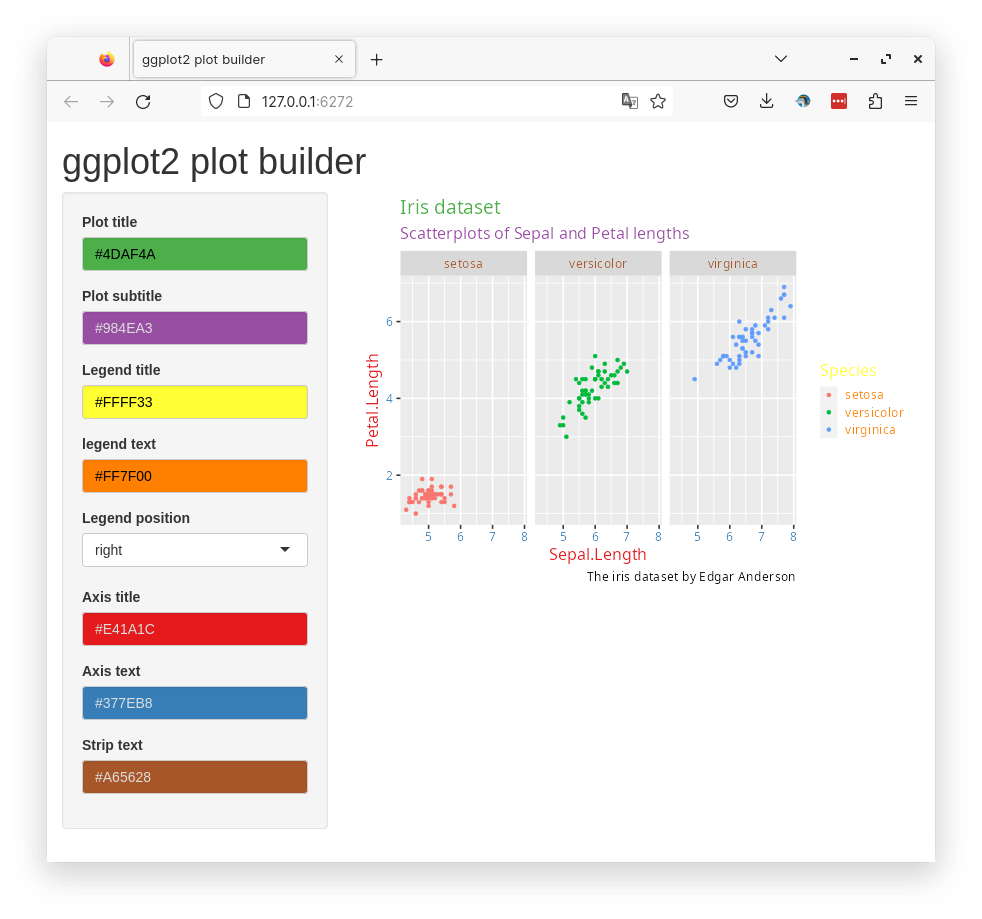 ggplot2 plot builder
127.0.0.1:6272
ggplot2 plot builder
Plot title
#4DAF4A
Plot subtitle
#984EA3
Legend title
#FFFF33
legend text
#FF7F00
Legend position
right
Axis title
#E41A1C
Axis text
#377EB8
Strip text
#A65628
Iris dataset
Scatterplots of Sepal and Petal lengths
setosa versicolor virginica
Petal.Length
6
4
2
5 6 7 8 5 6 7 8 5 6 7 8
Sepal.Length
The iris dataset by Edgar Anderson
Species
setosa
versicolor
virginica